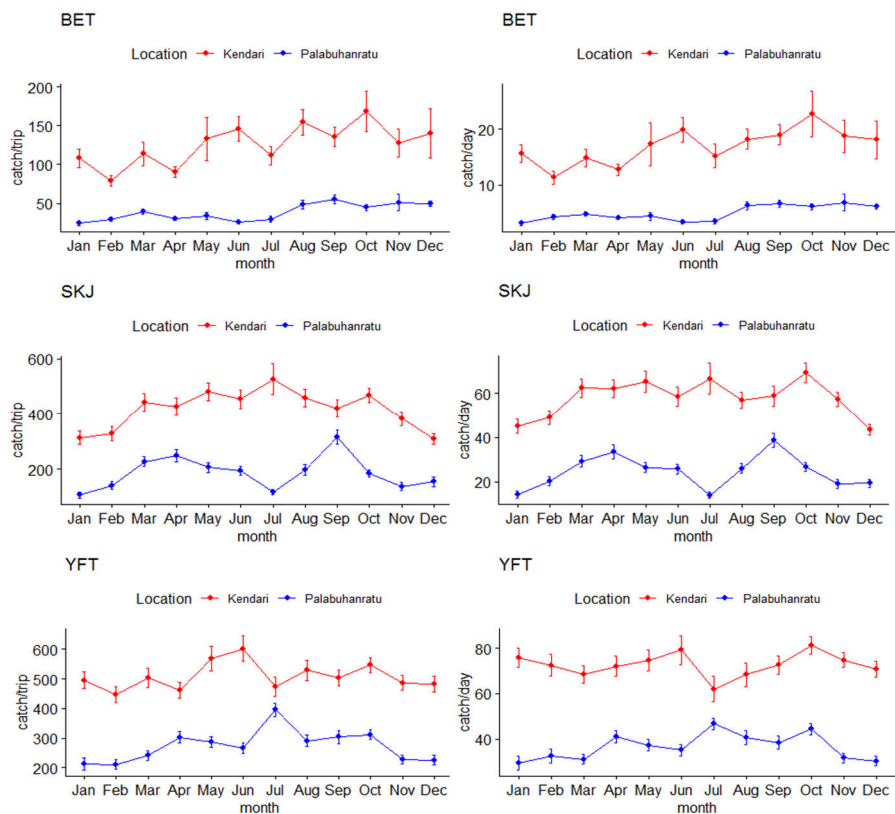 BET
Location Kendari Palabuhanratu
200
150
100
50
catch/trip
Jan Feb Mar Apr May Jun Jul Aug Sep Oct Nov Dec
month
BET
Location Kendari Palabuhanratu
20
10
catch/day
Jan Feb Mar Apr May Jun Jul Aug Sep Oct Nov Dec
month
SKJ
Location Kendari Palabuhanratu
600
400
200
catch/trip
Jan Feb Mar Apr May Jun Jul Aug Sep Oct Nov Dec
month
SKJ
Location Kendari Palabuhanratu
60
40
20
catch/day
Jan Feb Mar Apr May Jun Jul Aug Sep Oct Nov Dec
month
YFT
Location Kendari Palabuhanratu
600
500
400
300
200
catch/trip
Jan Feb Mar Apr May Jun Jul Aug Sep Oct Nov Dec
month
YFT
Location Kendari Palabuhanratu
80
60
40
catch/day
Jan Feb Mar Apr May Jun Jul Aug Sep Oct Nov Dec
month